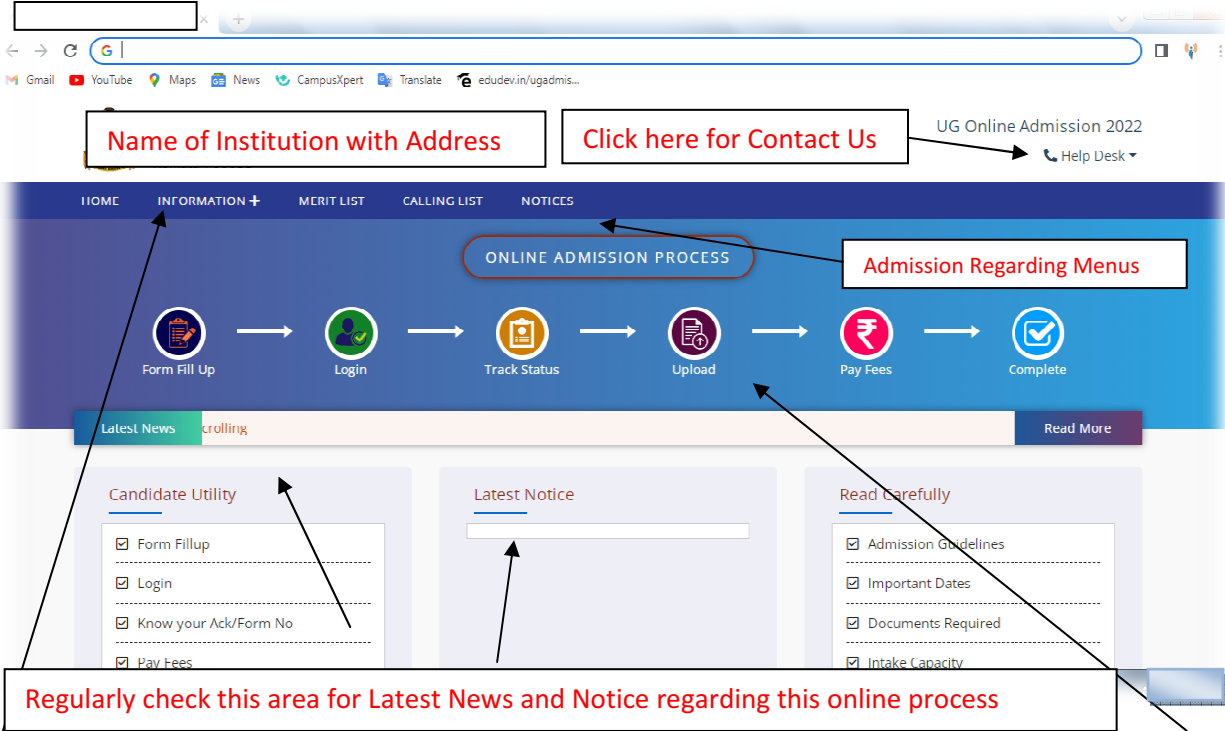 Gmail YouTube Maps News CampusXpert Translate edudev.in/ugadmis...
Name of Institution with Address
Click here for Contact Us
UG Online Admission 2022
Help Desk
HOME INFORMATION + MERIT LIST CALLING LIST NOTICES
ONLINE ADMISSION PROCESS
Admission Regarding Menus
Form Fill Up Login Track Status Upload Pay Fees Complete
Latest News crolling Read More
Candidate Utility Latest Notice Read Carefully
Form Fillup Admission Guidelines
Login Important Dates
Know your Ack/Form No Documents Required
Pay Fees Intake Capacity
Regularly check this area for Latest News and Notice regarding this online process